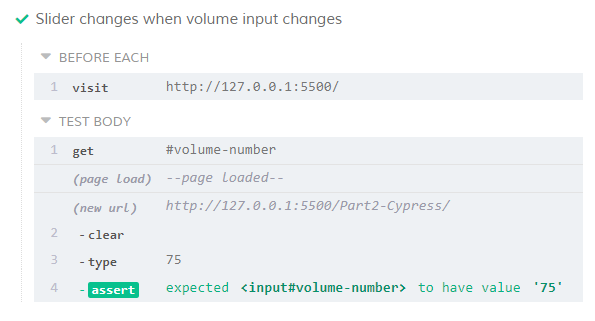 Slider changes when volume input changes
BEFORE EACH
1 visit http://127.0.0.1:5500/
TEST BODY
1 get #volume-number
(page load) --page loaded--
(new url) http://127.0.0.1:5500/Part2-Cypress/
2 -clear
3 -type 75
4 -assert expected <input#volume-number> to have value '75'